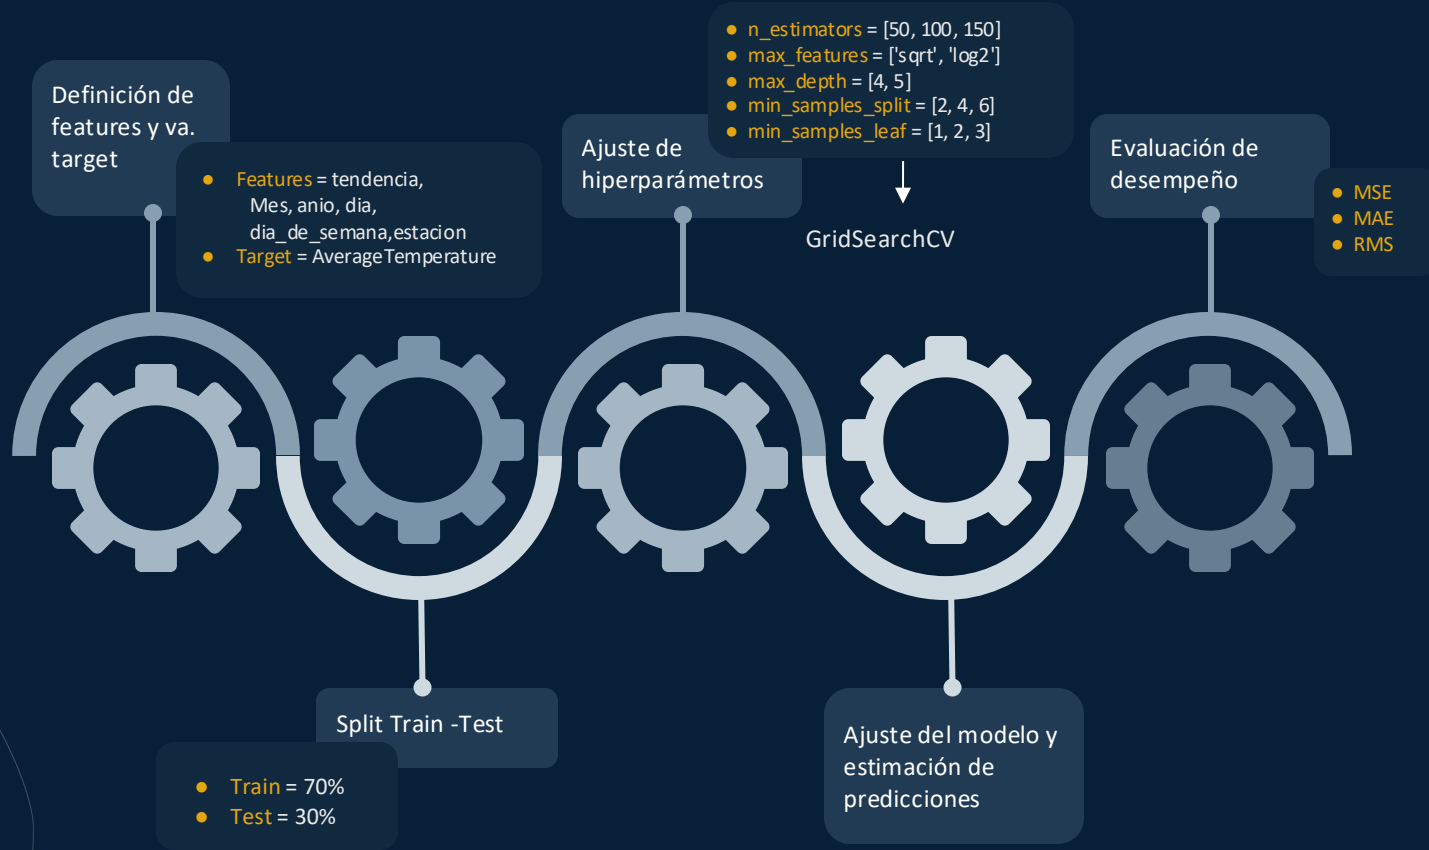 Definición de
features y va.
target
● Features = tendencia,
Mes, anio, dia,
dia_de_semana,estacion
● Target = AverageTemperature
Split Train -Test
● Train = 70%
● Test = 30%
Ajuste de
hiperparámetros
● n_estimators = [50, 100, 150]
● max_features = ['sqrt', 'log2']
● max_depth = [4, 5]
● min_samples_split = [2, 4, 6]
● min_samples_leaf = [1, 2, 3]
GridSearchCV
Ajuste del modelo y
estimación de
predicciones
Evaluación de
desempeño
● MSE
● MAE
● RMS